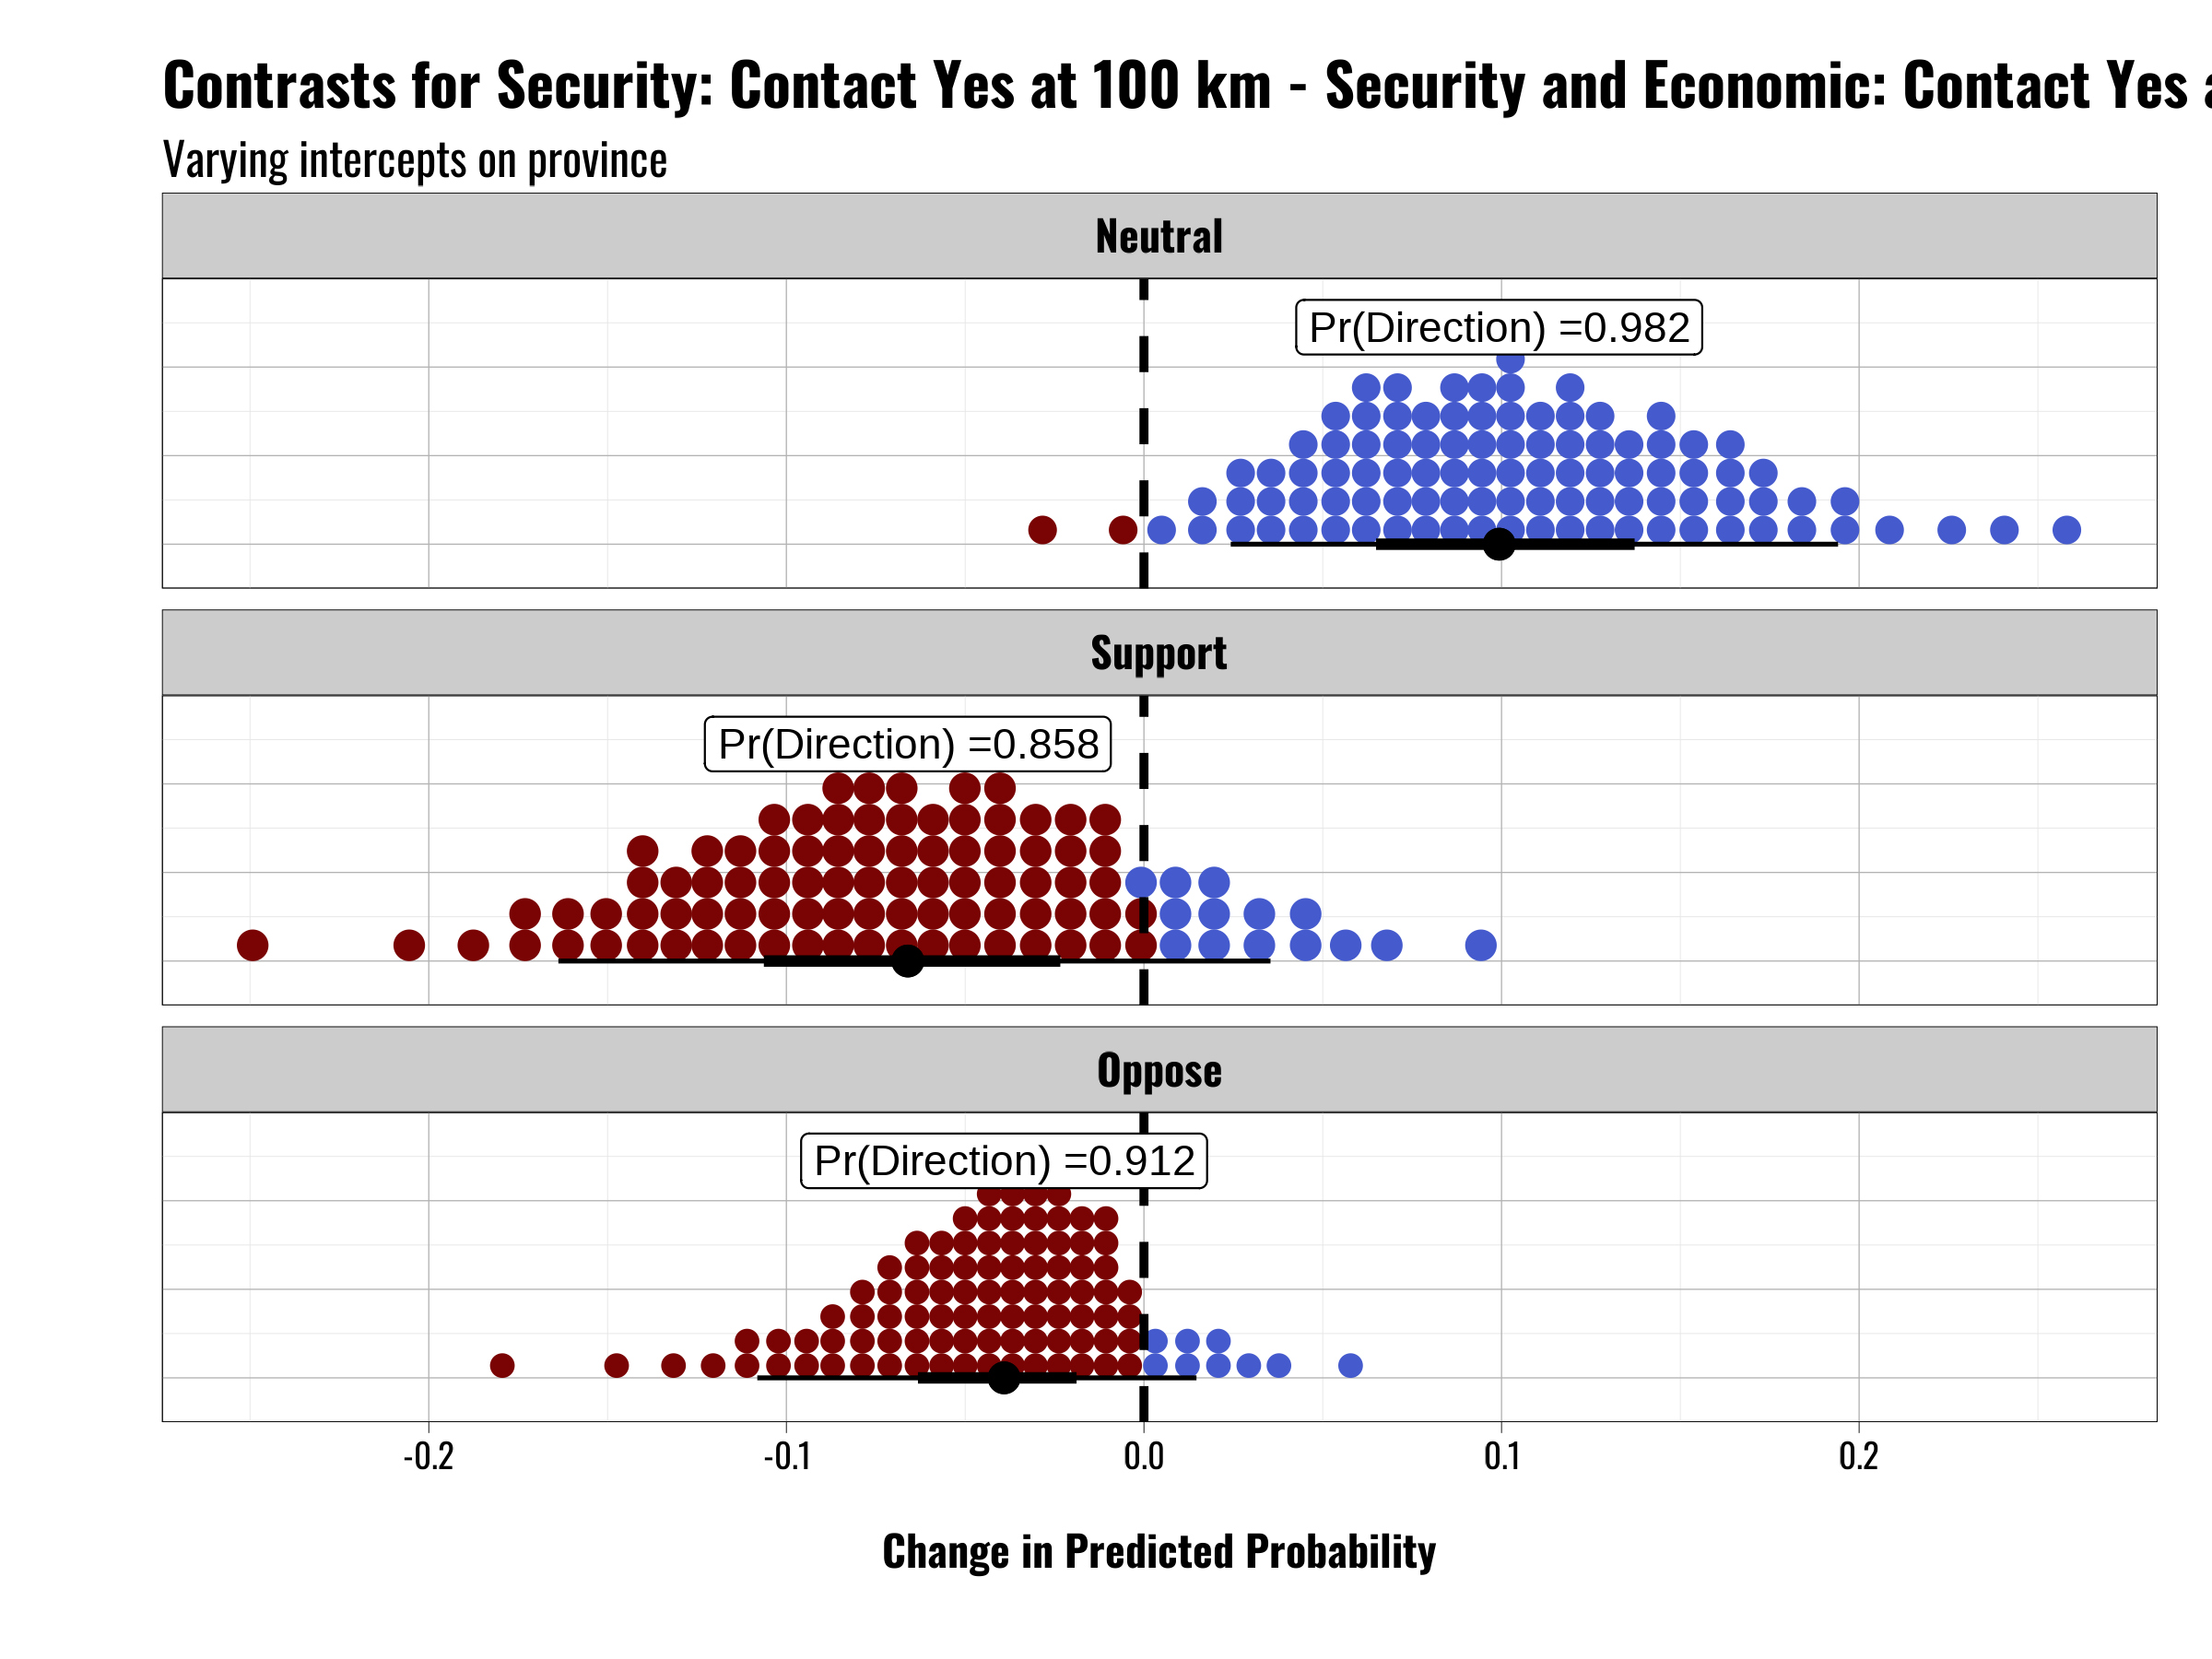 Contrasts for Security: Contact Yes at 100 km - Security and Economic: Contact Yes
Varying intercepts on province
Neutral
Pr(Direction) =0.982
Support
Pr(Direction) =0.858
Oppose
Pr(Direction) =0.912
-0.2 -0.1 0.0 0.1 0.2
Change in Predicted Probability